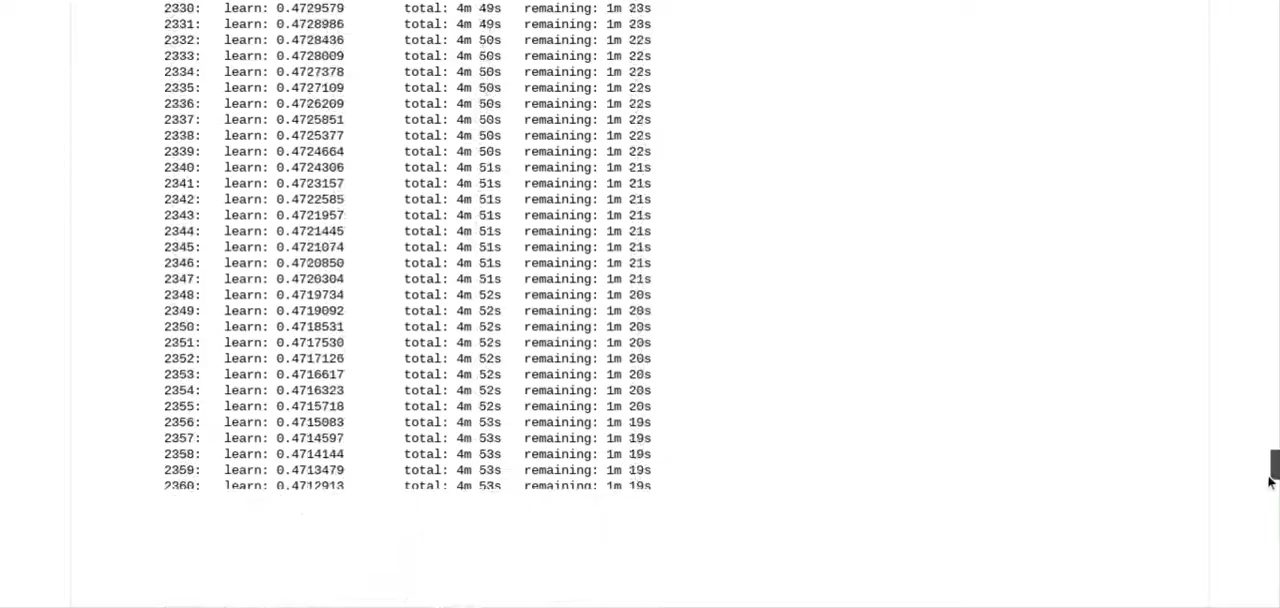 2330: learn: 0.4729579 total: 4m 49s remaining: 1m 23s
2331: learn: 0.4728986 total: 4m 49s remaining: 1m 23s
2332: learn: 0.4728436 total: 4m 50s remaining: 1m 22s
2333: learn: 0.4728009 total: 4m 50s remaining: 1m 22s
2334: learn: 0.4727378 total: 4m 50s remaining: 1m 22s
2335: learn: 0.4727109 total: 4m 50s remaining: 1m 22s
2336: learn: 0.4726209 total: 4m 50s remaining: 1m 22s
2337: learn: 0.4725851 total: 4m 50s remaining: 1m 22s
2338: learn: 0.4725377 total: 4m 50s remaining: 1m 22s
2339: learn: 0.4724664 total: 4m 50s remaining: 1m 22s
2340: learn: 0.4724306 total: 4m 51s remaining: 1m 21s
2341: learn: 0.4723157 total: 4m 51s remaining: 1m 21s
2342: learn: 0.4722585 total: 4m 51s remaining: 1m 21s
2343: learn: 0.4721957 total: 4m 51s remaining: 1m 21s
2344: learn: 0.4721445 total: 4m 51s remaining: 1m 21s
2345: learn: 0.4721074 total: 4m 51s remaining: 1m 21s
2346: learn: 0.4720850 total: 4m 51s remaining: 1m 21s
2347: learn: 0.4720304 total: 4m 51s remaining: 1m 21s
2348: learn: 0.4719734 total: 4m 52s remaining: 1m 20s
2349: learn: 0.4719092 total: 4m 52s remaining: 1m 20s
2350: learn: 0.4718531 total: 4m 52s remaining: 1m 20s
2351: learn: 0.4717530 total: 4m 52s remaining: 1m 20s
2352: learn: 0.4717126 total: 4m 52s remaining: 1m 20s
2353: learn: 0.4716617 total: 4m 52s remaining: 1m 20s
2354: learn: 0.4716323 total: 4m 52s remaining: 1m 20s
2355: learn: 0.4715718 total: 4m 52s remaining: 1m 20s
2356: learn: 0.4715083 total: 4m 53s remaining: 1m 19s
2357: learn: 0.4714597 total: 4m 53s remaining: 1m 19s
2358: learn: 0.4714144 total: 4m 53s remaining: 1m 19s
2359: learn: 0.4713479 total: 4m 53s remaining: 1m 19s
2360: learn: 0.4712913 total: 4m 53s remaining: 1m 19s